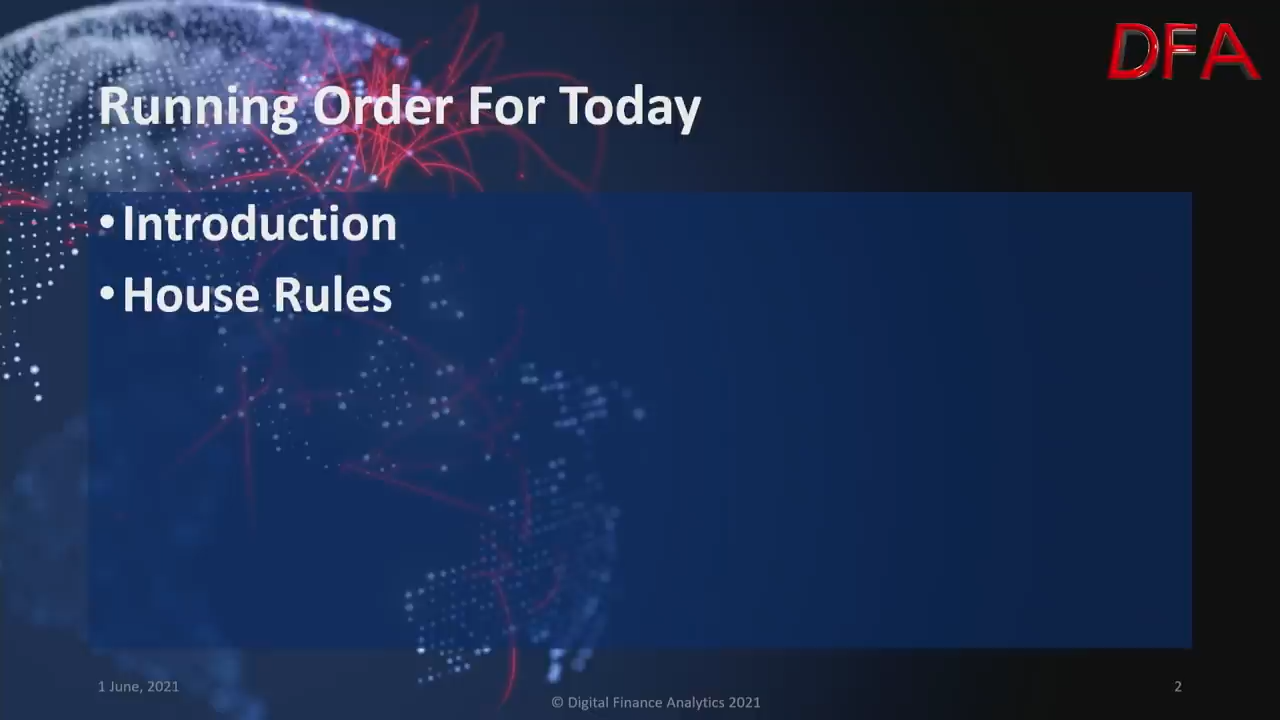 DFA
Running Order For Today
• Introduction
• House Rules
1 June, 2021
© Digital Finance Analytics 2021
2